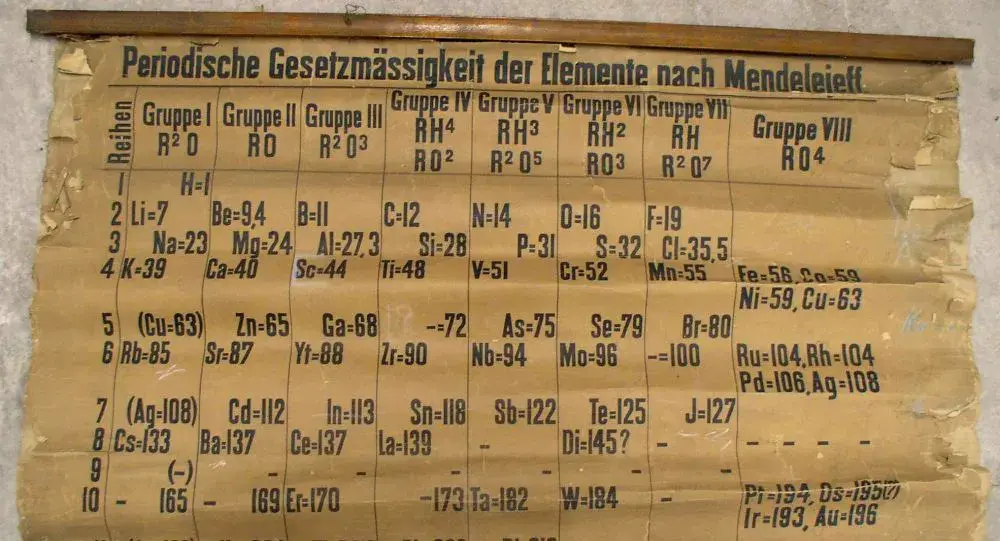 Periodische Gesetzmässigkeit der Elemente nach Mendelejeff.
Reihen Gruppe I Gruppe II Gruppe III Gruppe IV Gruppe V Gruppe VI Gruppe VII Gruppe VIII
RH⁴ RH³ RH² RH
R²O RO R²O³ RO² R²O⁵ RO³ R²O⁷ RO⁴
1 H=1
2 Li=7 Be=9,4 B=11 C=12 N=14 O=16 F=19
3 Na=23 Mg=24 Al=27,3 Si=28 P=31 S=32 Cl=35,5
4 K=39 Ca=40 Sc=44 Ti=48 V=51 Cr=52 Mn=55 Fe=56, Co=59
Ni=59, Cu=63
5 (Cu=63) Zn=65 Ga=68 -=72 As=75 Se=79 Br=80
6 Rb=85 Sr=87 Yt=88 Zr=90 Nb=94 Mo=96 -=100 Ru=104, Rh=104
Pd=106, Ag=108
7 (Ag=108) Cd=112 In=113 Sn=118 Sb=122 Te=125 J=127
8 Cs=133 Ba=137 Ce=137 La=139 - Di=145? - - - - -
9 (-) - - - - - -
10 - 165 - 169 Er=170 -173 Ta=182 W=184 - Pt=194, Os=195(?)
Ir=193, Au=196